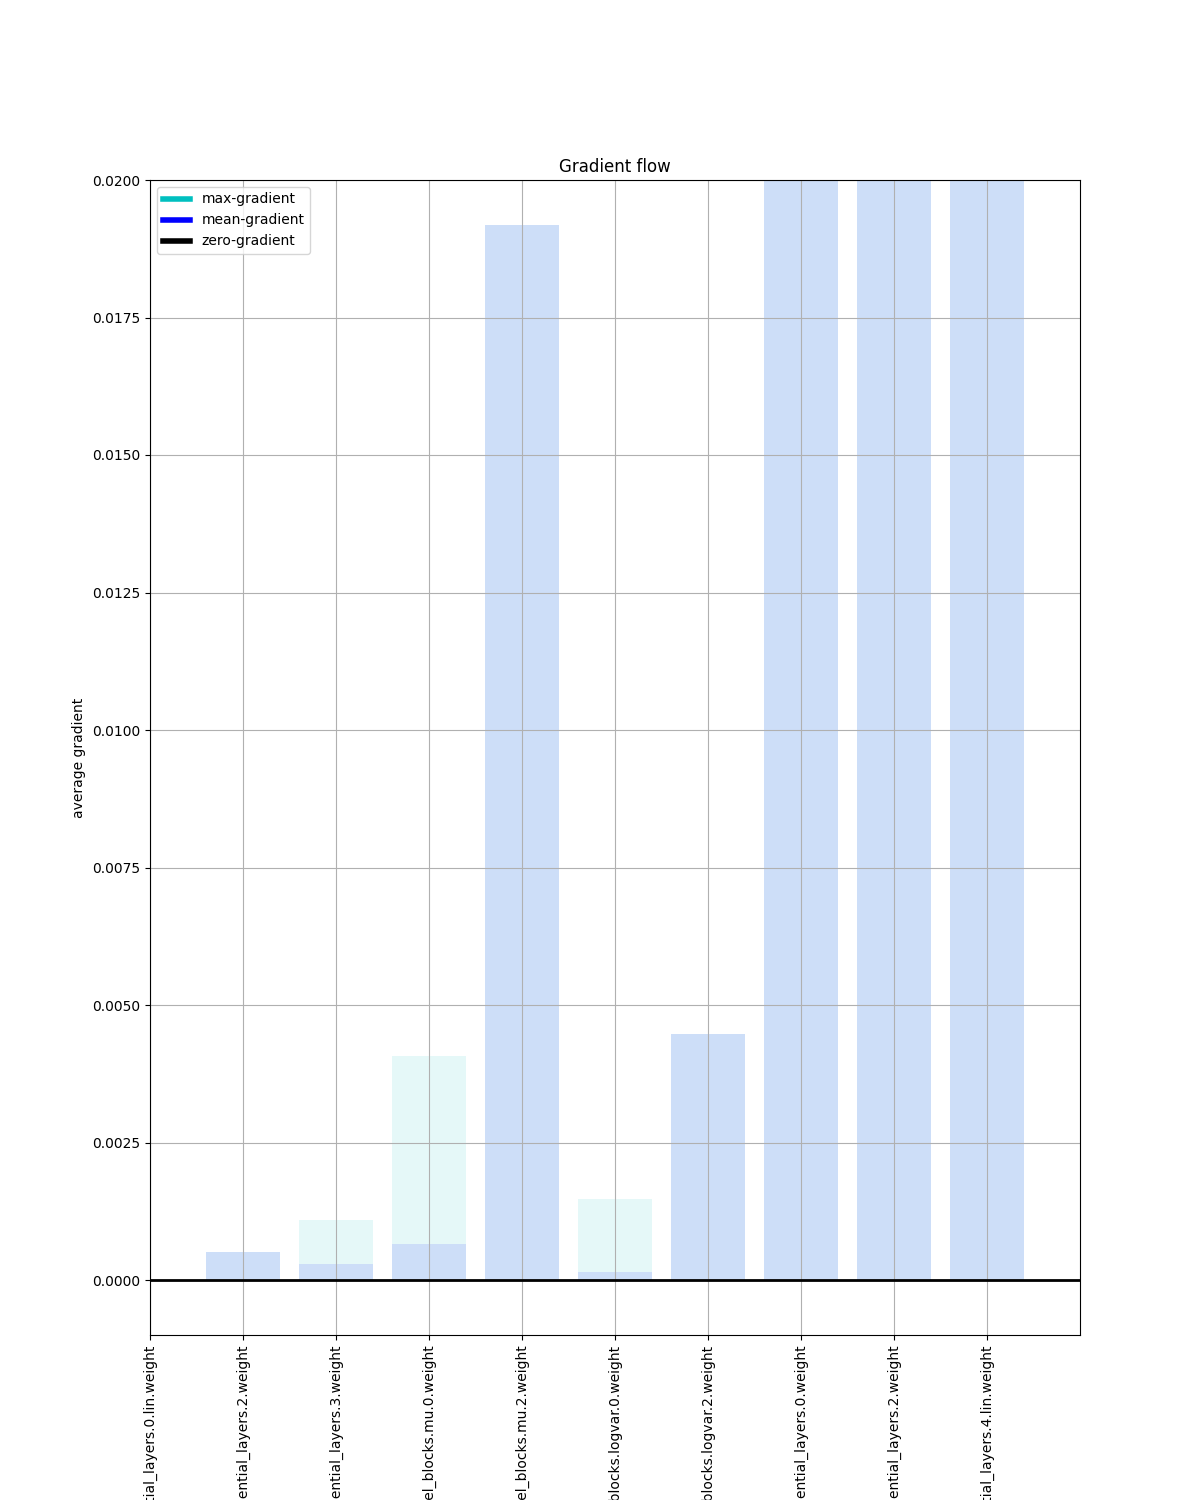 Gradient flow
max-gradient
mean-gradient
zero-gradient
0.0200
0.0175
0.0150
0.0125
0.0100
0.0075
0.0050
0.0025
0.0000
average gradient
tial_layers.0.lin.weight
ential_layers.2.weight
ential_layers.3.weight
el_blocks.mu.0.weight
el_blocks.mu.2.weight
blocks.logvar.0.weight
blocks.logvar.2.weight
ential_layers.0.weight
ential_layers.2.weight
tial_layers.4.lin.weight